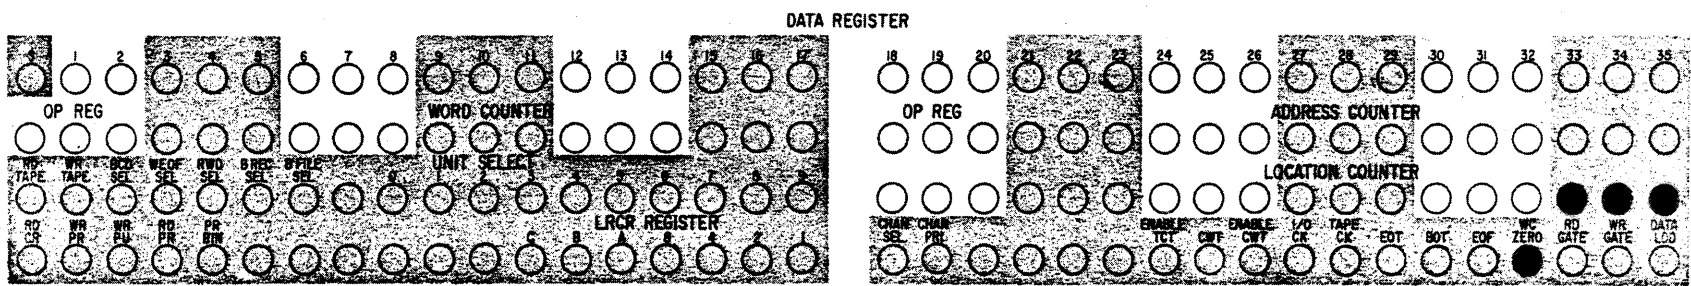 DATA REGISTER
1 2 3 4 5 6 7 8 9 10 11 12 13 14 15 16 17 18 19 20 21 22 23 24 25 26 27 28 29 30 31 32 33 34 35
OP REG WORD COUNTER OP REG ADDRESS COUNTER
RD TAPE WR TAPE BCD SEL WEOF SEL RWD SEL B REC SEL B FILE SEL UNIT SELECT LOCATION COUNTER
0 1 2 3 4 5 6 7 8 9
RD CR WR PR WR PU RD PR PR BIN LRCR REGISTER CHAN SEL CHAN PRI ENABLE TCT CWT ENABLE CWT I/O CK TAPE CK EOT BOT EOF WC ZERO RD GATE WR GATE DATA LOD
C B A 8 4 2 1